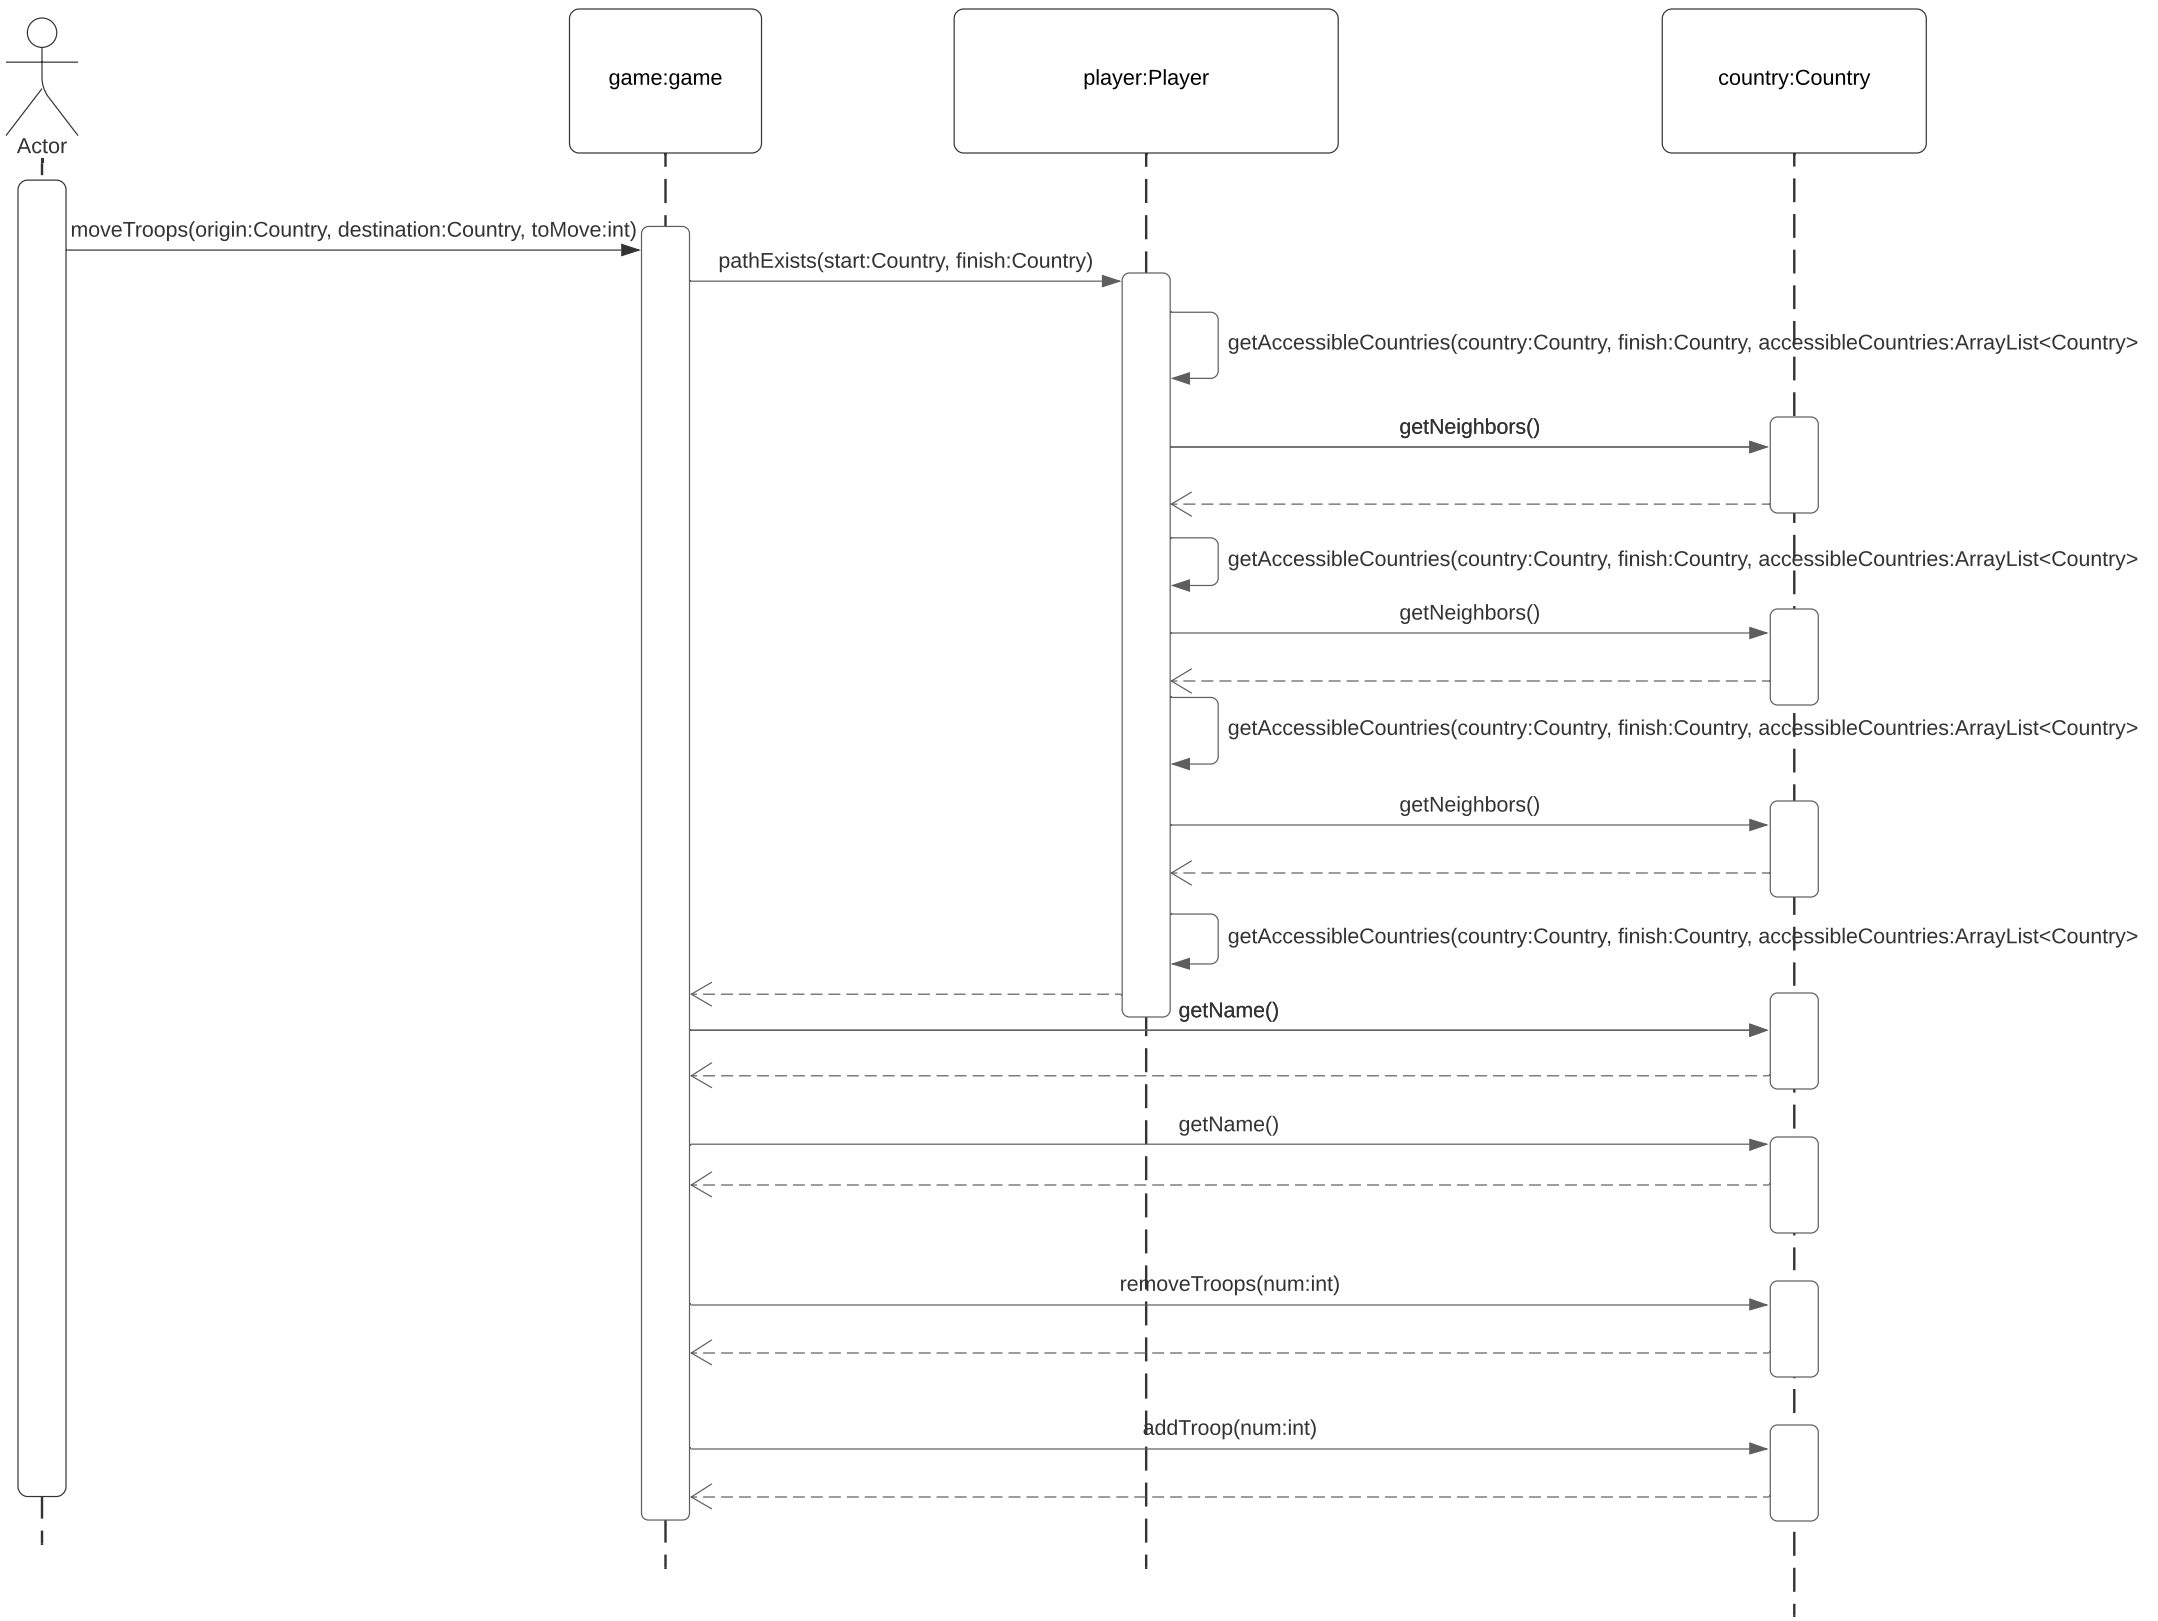 Actor
game:game
player:Player
country:Country
moveTroops(origin:Country, destination:Country, toMove:int)
pathExists(start:Country, finish:Country)
getAccessibleCountries(country:Country, finish:Country, accessibleCountries:ArrayList<Country>
getNeighbors()
getAccessibleCountries(country:Country, finish:Country, accessibleCountries:ArrayList<Country>
getNeighbors()
getAccessibleCountries(country:Country, finish:Country, accessibleCountries:ArrayList<Country>
getNeighbors()
getAccessibleCountries(country:Country, finish:Country, accessibleCountries:ArrayList<Country>
getName()
getName()
removeTroops(num:int)
addTroop(num:int)